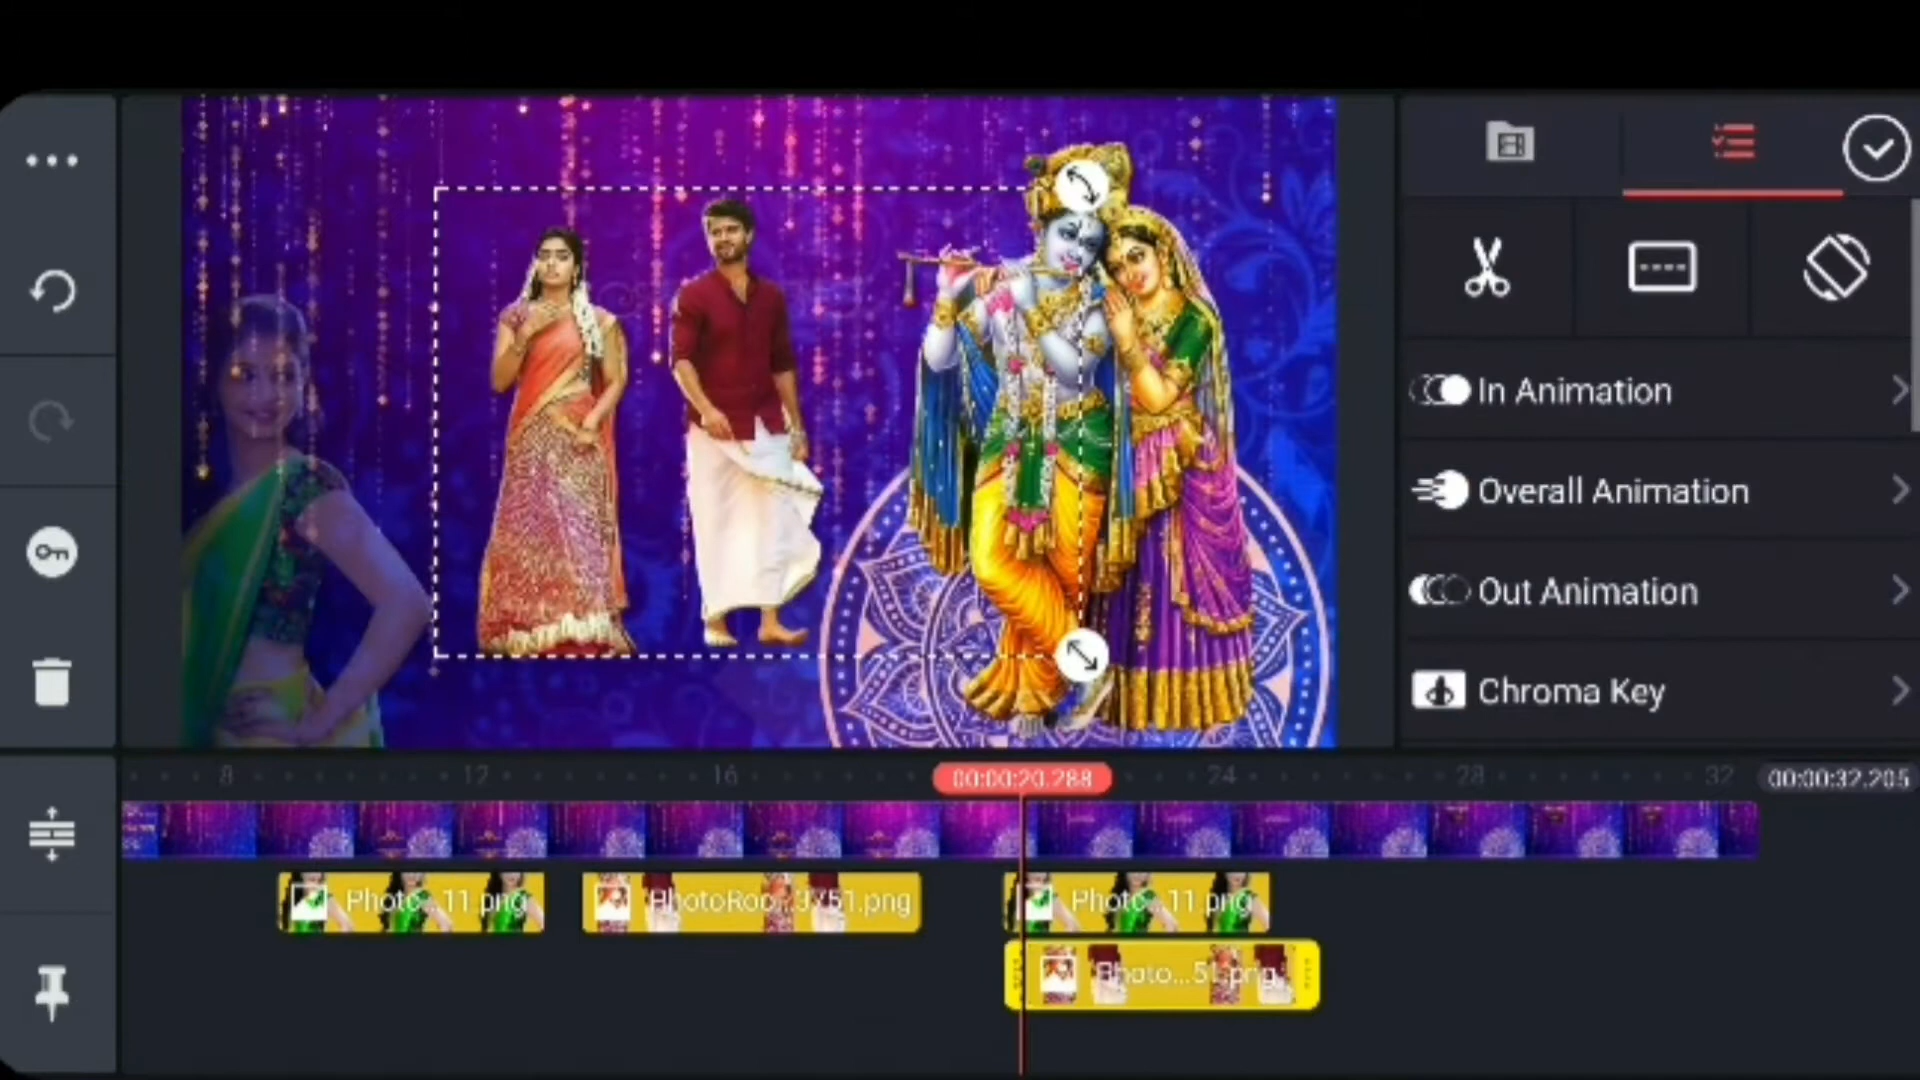 In Animation
Overall Animation
Out Animation
Chroma Key
8 12 16 00:00:20.288 24 28 32 00:00:32.205
Photo...11.png PhotoRoo...3751.png Photo...11.png
Photo...51.png